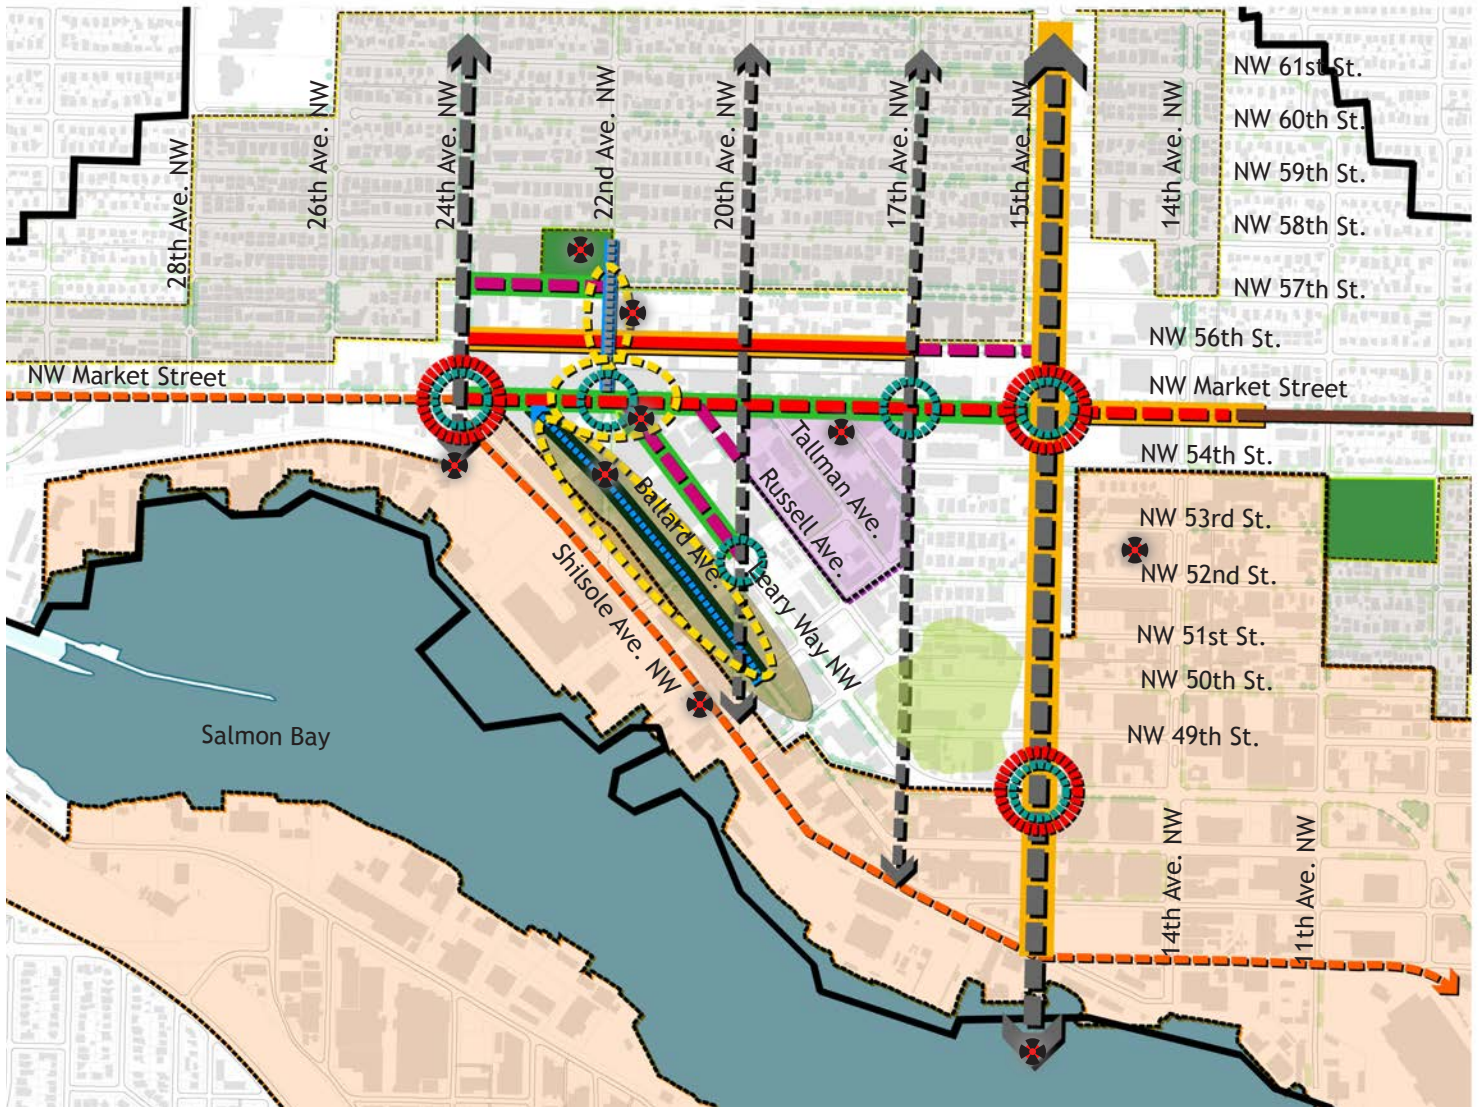 NW 61st St.
NW 60th St.
NW 59th St.
NW 58th St.
NW 57th St.
28th Ave. NW
26th Ave. NW
24th Ave. NW
22nd Ave. NW
20th Ave. NW
17th Ave. NW
15th Ave. NW
14th Ave. NW
NW 56th St.
NW Market Street
NW Market Street
NW 54th St.
Tallman Ave.
Russell Ave.
Ballard Ave.
Leary Way NW
Shilsole Ave. NW
NW 53rd St.
NW 52nd St.
NW 51st St.
NW 50th St.
NW 49th St.
Salmon Bay
14th Ave. NW
11th Ave. NW